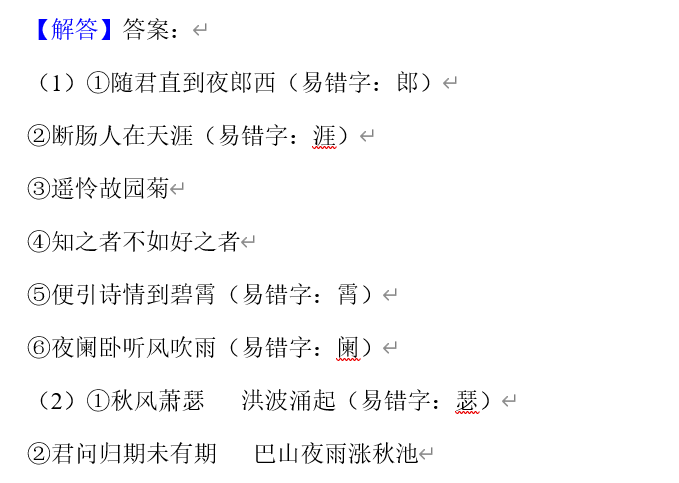 【解答】答案：
（1）①随君直到夜郎西（易错字：郎）
②断肠人在天涯（易错字：涯）
③遥怜故园菊
④知之者不如好之者
⑤便引诗情到碧霄（易错字：霄）
⑥夜阑卧听风吹雨（易错字：阑）
（2）①秋风萧瑟 洪波涌起（易错字：瑟）
②君问归期未有期 巴山夜雨涨秋池